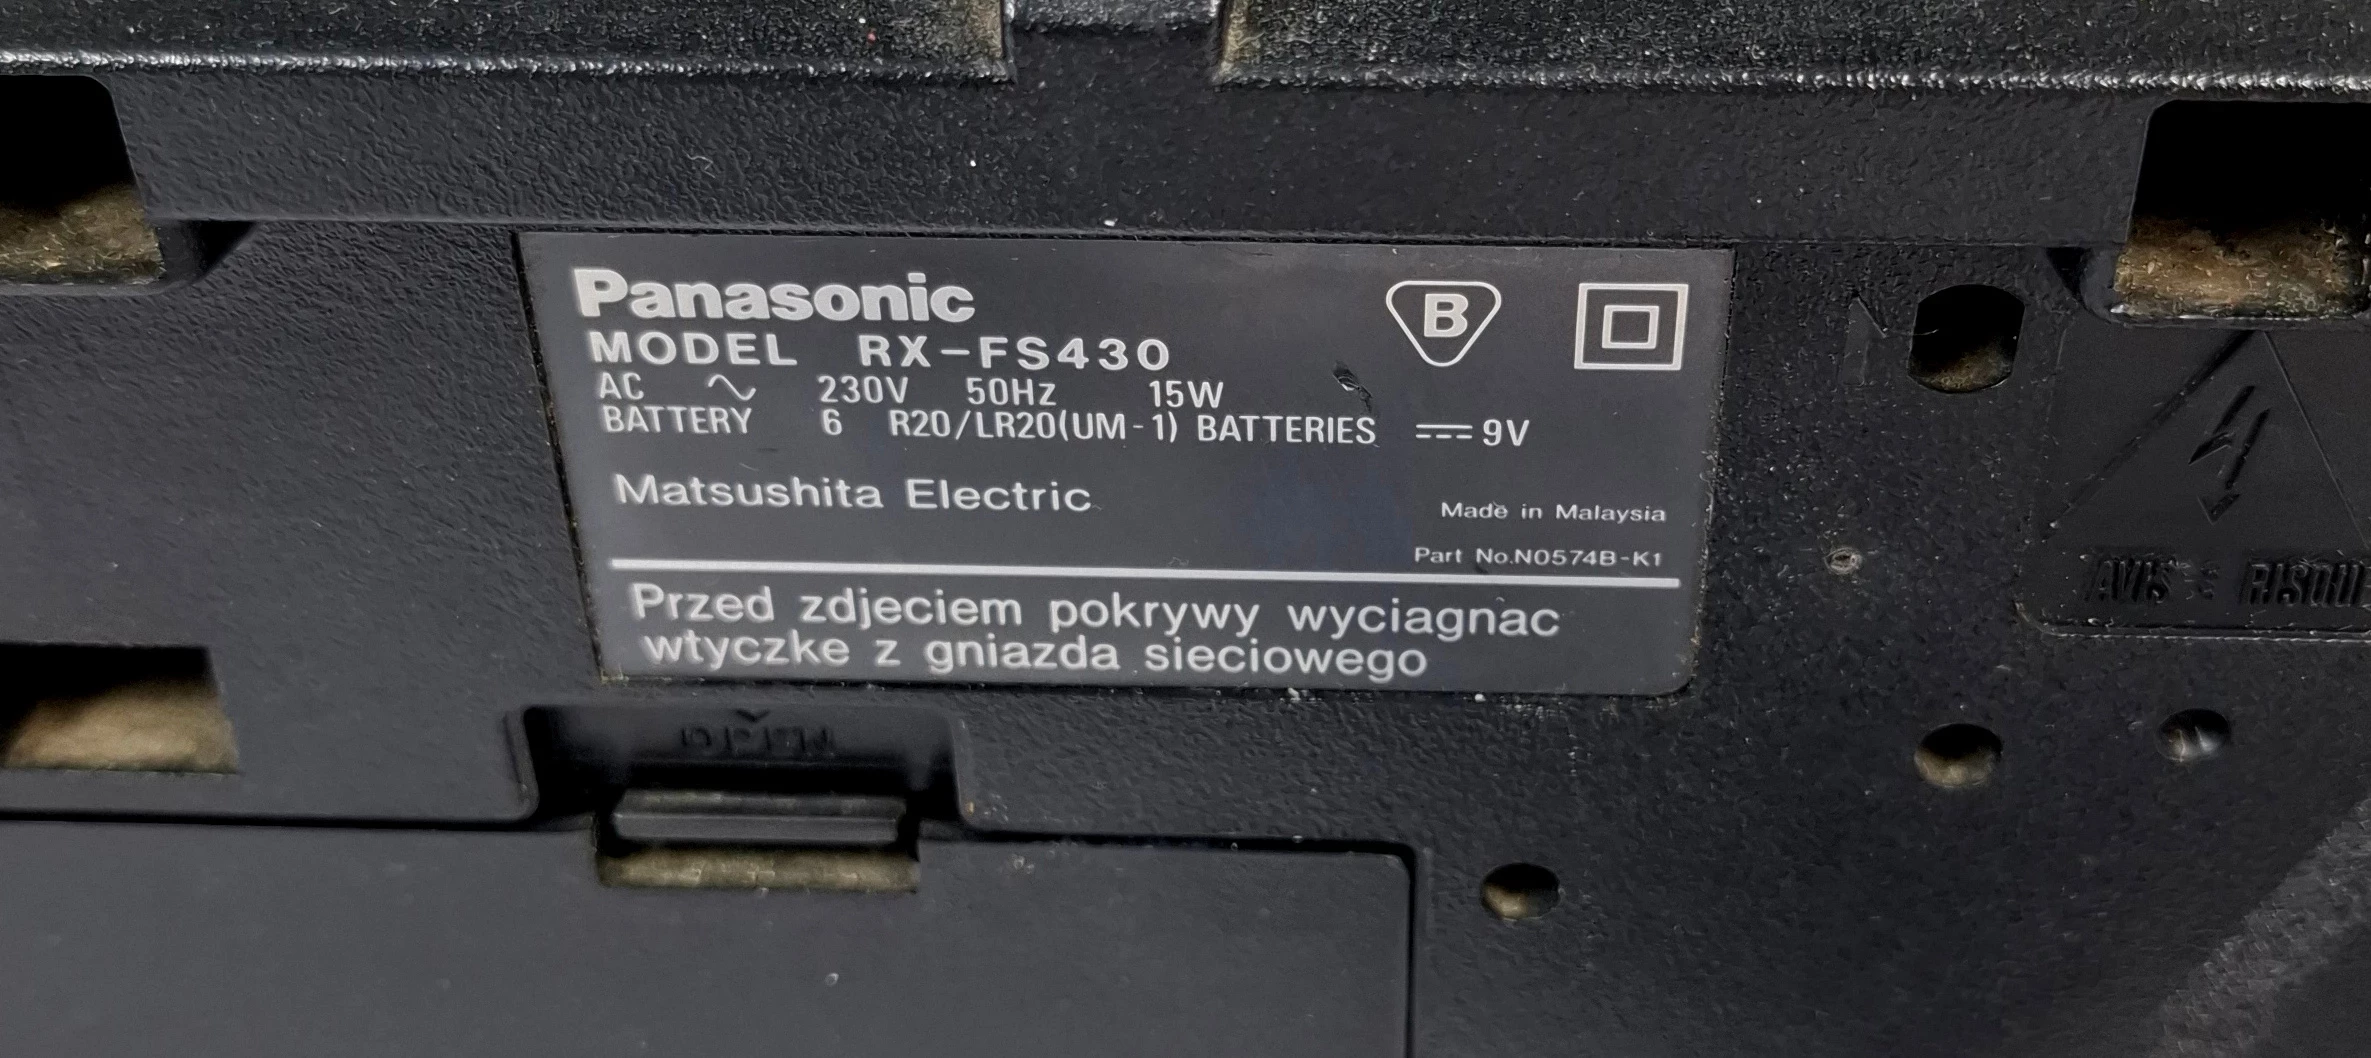 Panasonic
B
MODEL RX-FS430
AC ∿ 230V 50Hz 15W
BATTERY 6 R20/LR20(UM-1) BATTERIES ⎓ 9V
Matsushita Electric
Made in Malaysia
Part No.N0574B-K1
Przed zdjeciem pokrywy wyciagnac
wtyczke z gniazda sieciowego
OPEN
AVIS: